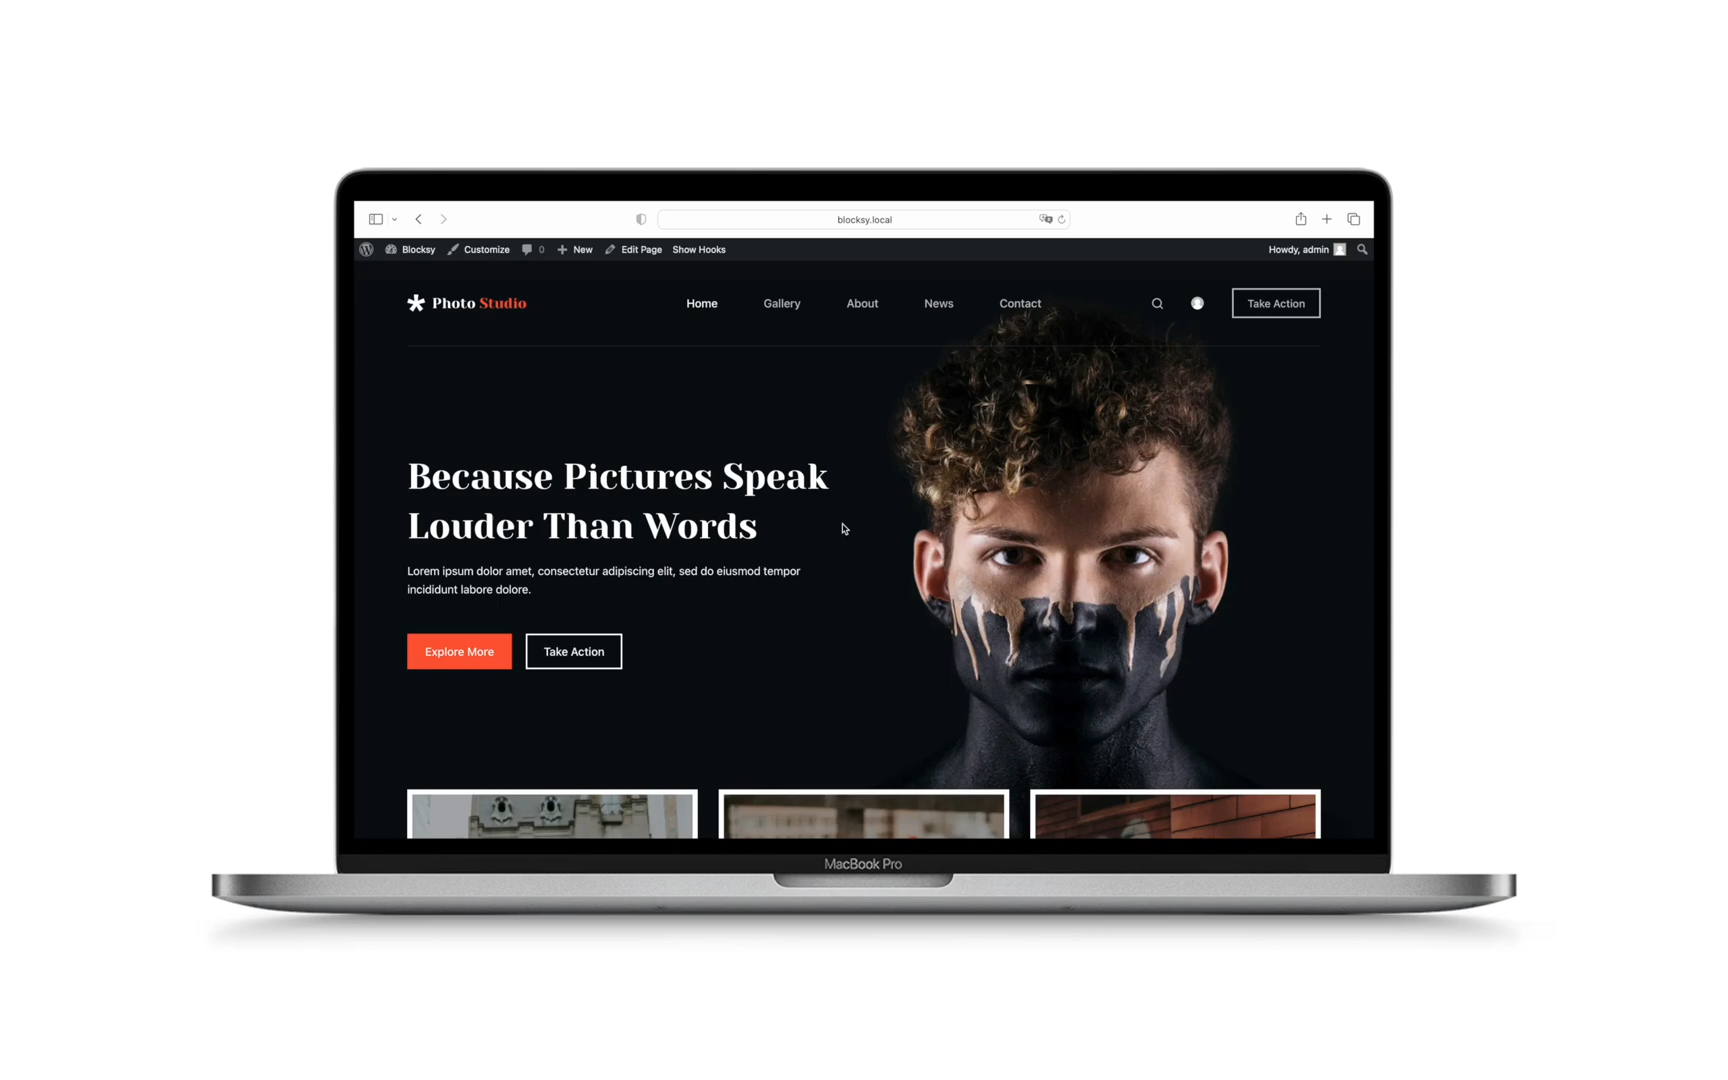 blocksy.local
Blocksy Customize 0 New Edit Page Show Hooks Howdy, admin
Photo Studio Home Gallery About News Contact Take Action
Because Pictures Speak
Louder Than Words
Lorem ipsum dolor amet, consectetur adipiscing elit, sed do eiusmod tempor
incididunt labore dolore.
Explore More Take Action
MacBook Pro